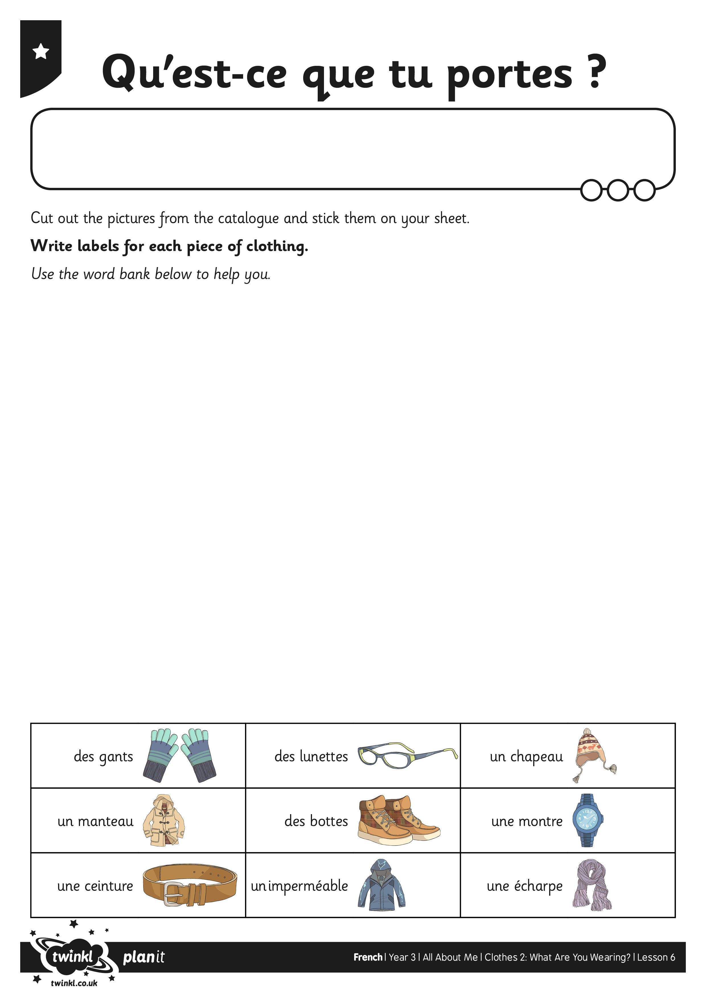 Qu’est-ce que tu portes ?
Cut out the pictures from the catalogue and stick them on your sheet.
Write labels for each piece of clothing.
Use the word bank below to help you.
des gants
des lunettes
un chapeau
un manteau
des bottes
une montre
une ceinture
un imperméable
une écharpe
twinkl planit
French | Year 3 | All About Me | Clothes 2: What Are You Wearing? | Lesson 6
twinkl.co.uk